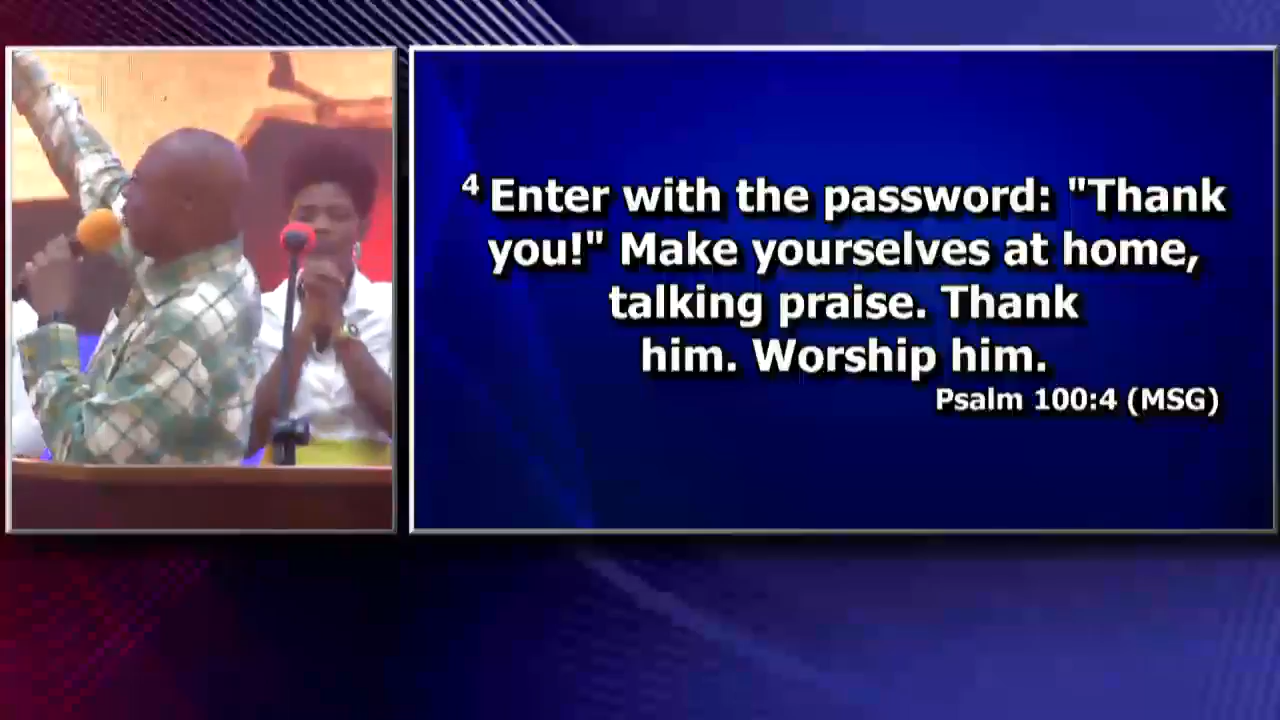 4 Enter with the password: "Thank
you!" Make yourselves at home,
talking praise. Thank
him. Worship him.
Psalm 100:4 (MSG)